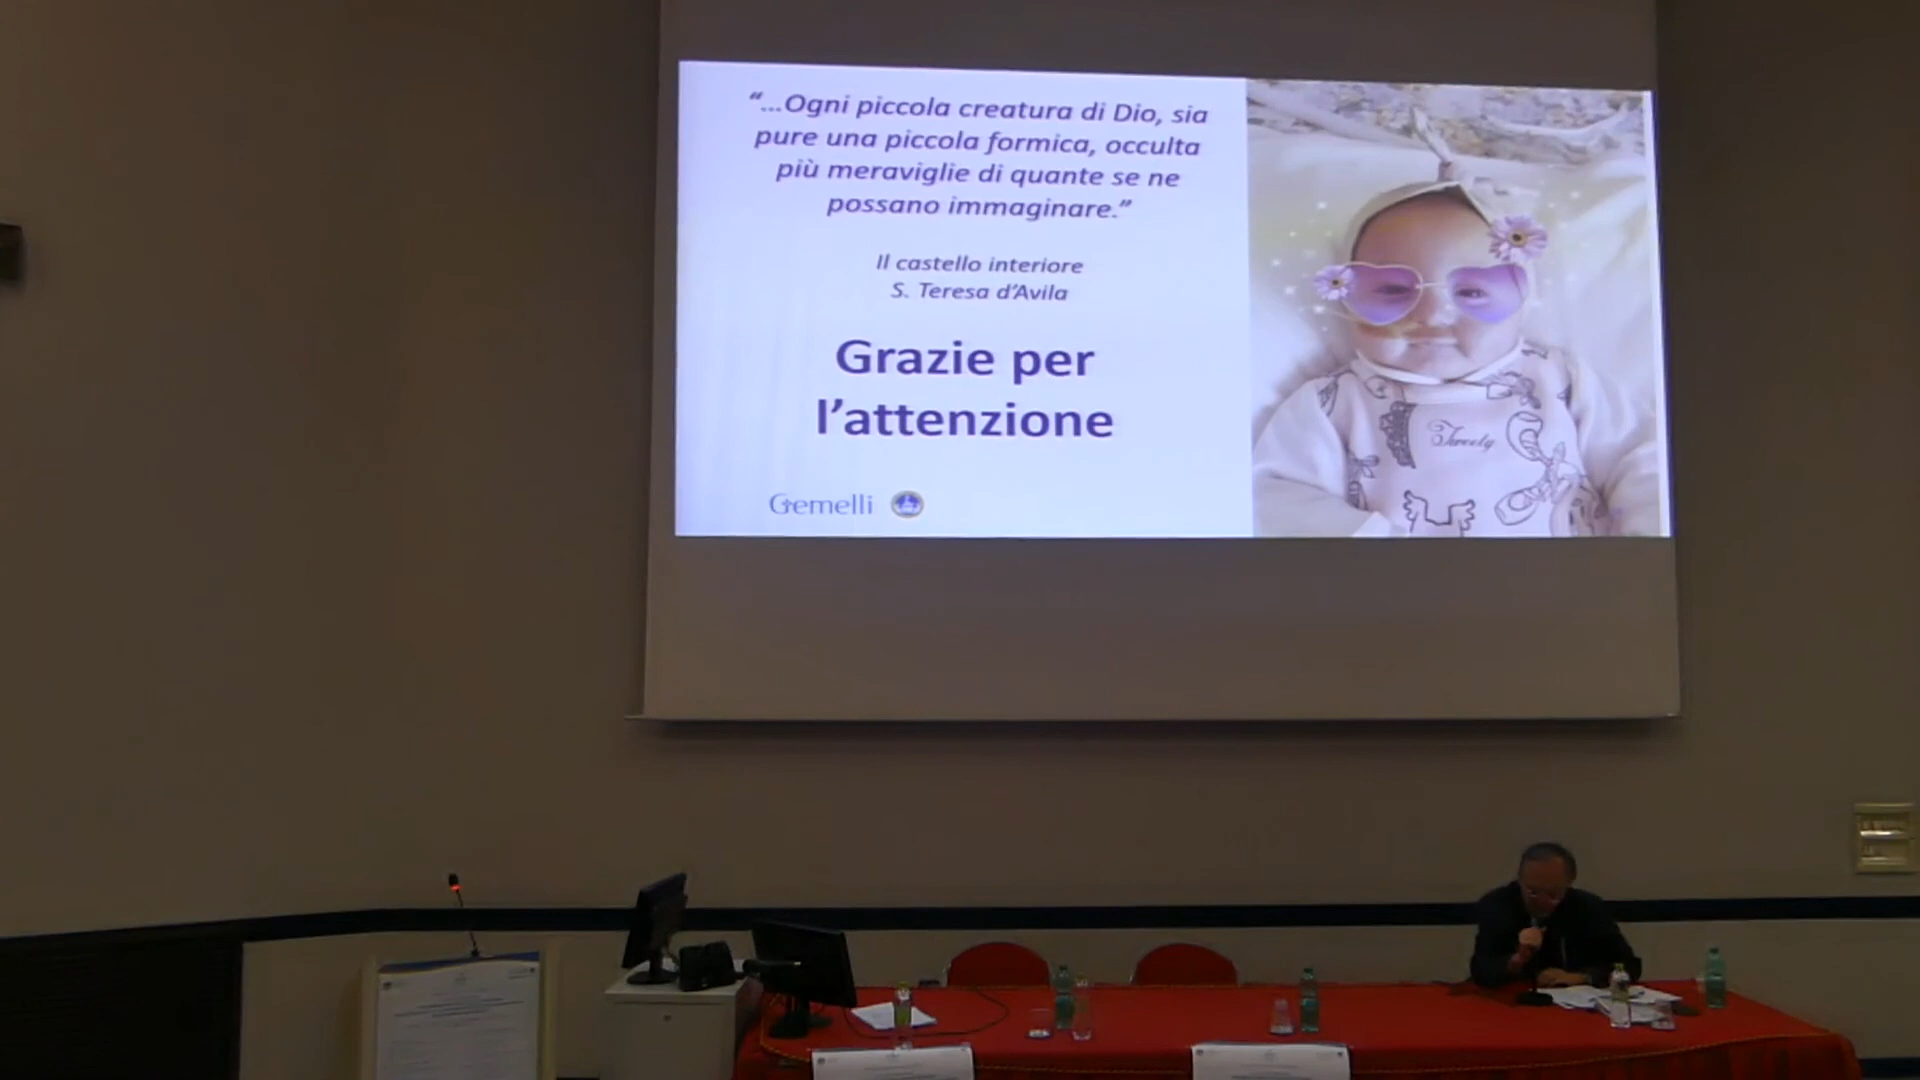 “...Ogni piccola creatura di Dio, sia
pure una piccola formica, occulta
più meraviglie di quante se ne
possano immaginare.”
Il castello interiore
S. Teresa d’Avila
Grazie per
l’attenzione
Gemelli
Tweety